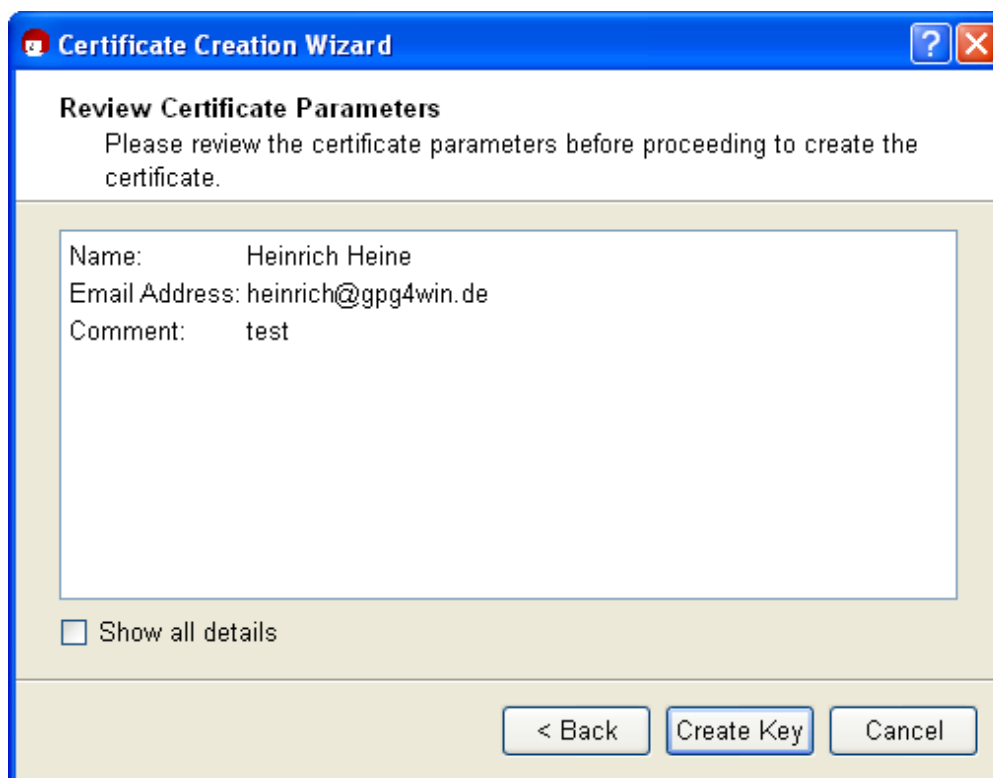 Certificate Creation Wizard
Review Certificate Parameters
Please review the certificate parameters before proceeding to create the
certificate.
Name: Heinrich Heine
Email Address: heinrich@gpg4win.de
Comment: test
Show all details
< Back Create Key Cancel